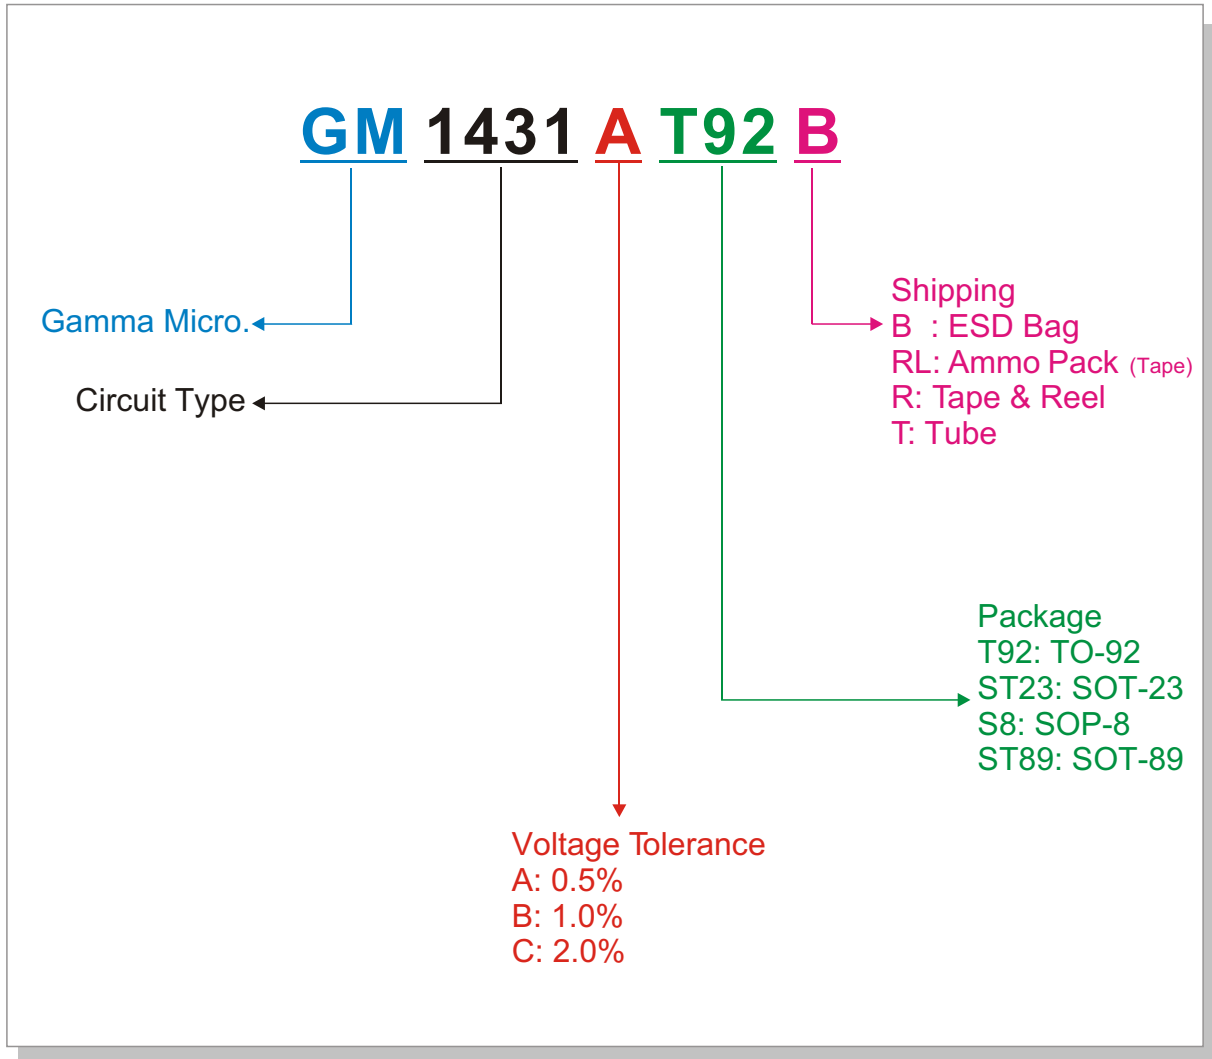 GM 1431 A T92 B
Gamma Micro.
Circuit Type
Shipping
B : ESD Bag
RL: Ammo Pack (Tape)
R: Tape & Reel
T: Tube
Package
T92: TO-92
ST23: SOT-23
S8: SOP-8
ST89: SOT-89
Voltage Tolerance
A: 0.5%
B: 1.0%
C: 2.0%